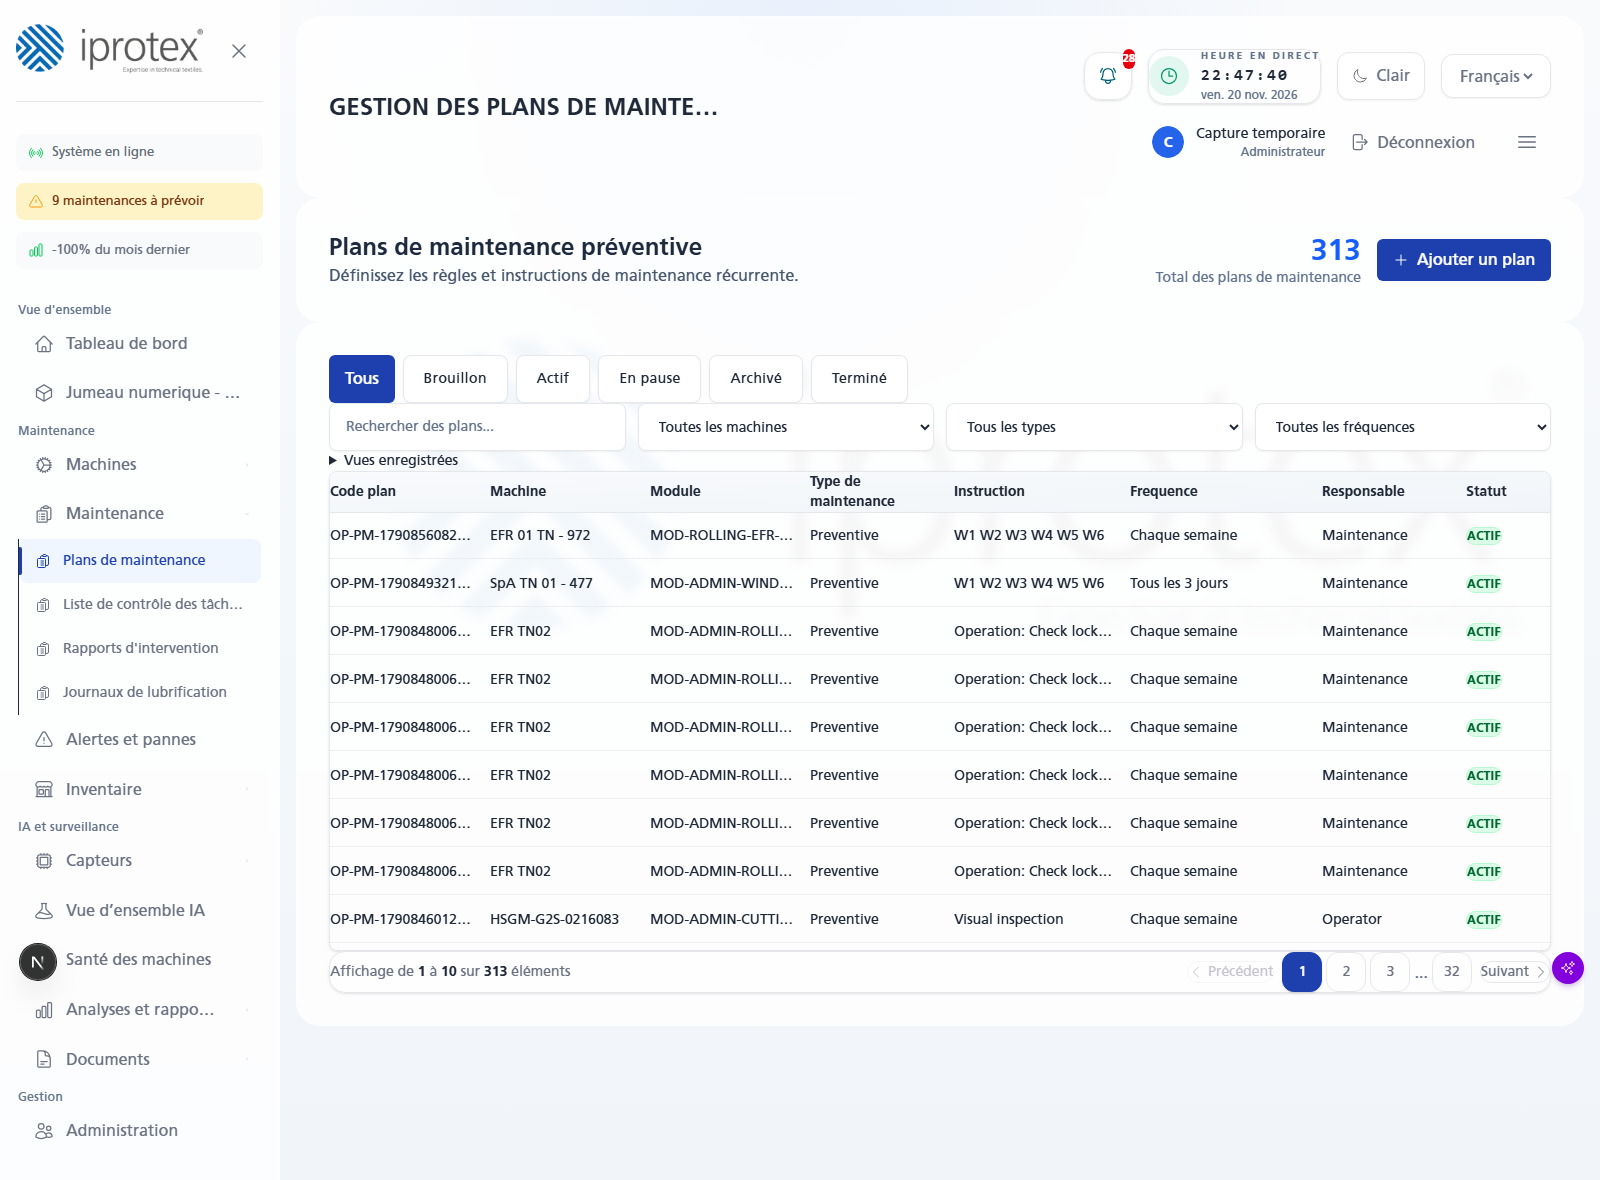 iprotex®
Expertise in technical textiles.
Système en ligne
9 maintenances à prévoir
-100% du mois dernier
Vue d'ensemble
Tableau de bord
Jumeau numerique - ...
Maintenance
Machines
Maintenance
Plans de maintenance
Liste de contrôle des tâch...
Rapports d'intervention
Journaux de lubrification
Alertes et pannes
Inventaire
IA et surveillance
Capteurs
Vue d’ensemble IA
N
Santé des machines
Analyses et rappo...
Documents
Gestion
Administration
GESTION DES PLANS DE MAINTE...
28
HEURE EN DIRECT
22:47:40
ven. 20 nov. 2026
Clair
Français
C
Capture temporaire
Administrateur
Déconnexion
Plans de maintenance préventive
Définissez les règles et instructions de maintenance récurrente.
313
Total des plans de maintenance
+ Ajouter un plan
Tous Brouillon Actif En pause Archivé Terminé
Rechercher des plans... Toutes les machines Tous les types Toutes les fréquences
Vues enregistrées
Code plan Machine Module Type de maintenance Instruction Frequence Responsable Statut
OP-PM-1790856082... EFR 01 TN - 972 MOD-ROLLING-EFR-... Preventive W1 W2 W3 W4 W5 W6 Chaque semaine Maintenance ACTIF
OP-PM-1790849321... SpA TN 01 - 477 MOD-ADMIN-WIND... Preventive W1 W2 W3 W4 W5 W6 Tous les 3 jours Maintenance ACTIF
OP-PM-1790848006... EFR TN02 MOD-ADMIN-ROLLI... Preventive Operation: Check lock... Chaque semaine Maintenance ACTIF
OP-PM-1790848006... EFR TN02 MOD-ADMIN-ROLLI... Preventive Operation: Check lock... Chaque semaine Maintenance ACTIF
OP-PM-1790848006... EFR TN02 MOD-ADMIN-ROLLI... Preventive Operation: Check lock... Chaque semaine Maintenance ACTIF
OP-PM-1790848006... EFR TN02 MOD-ADMIN-ROLLI... Preventive Operation: Check lock... Chaque semaine Maintenance ACTIF
OP-PM-1790848006... EFR TN02 MOD-ADMIN-ROLLI... Preventive Operation: Check lock... Chaque semaine Maintenance ACTIF
OP-PM-1790848006... EFR TN02 MOD-ADMIN-ROLLI... Preventive Operation: Check lock... Chaque semaine Maintenance ACTIF
OP-PM-1790846012... HSGM-G2S-0216083 MOD-ADMIN-CUTTI... Preventive Visual inspection Chaque semaine Operator ACTIF
Affichage de 1 à 10 sur 313 éléments
Précédent 1 2 3 ... 32 Suivant